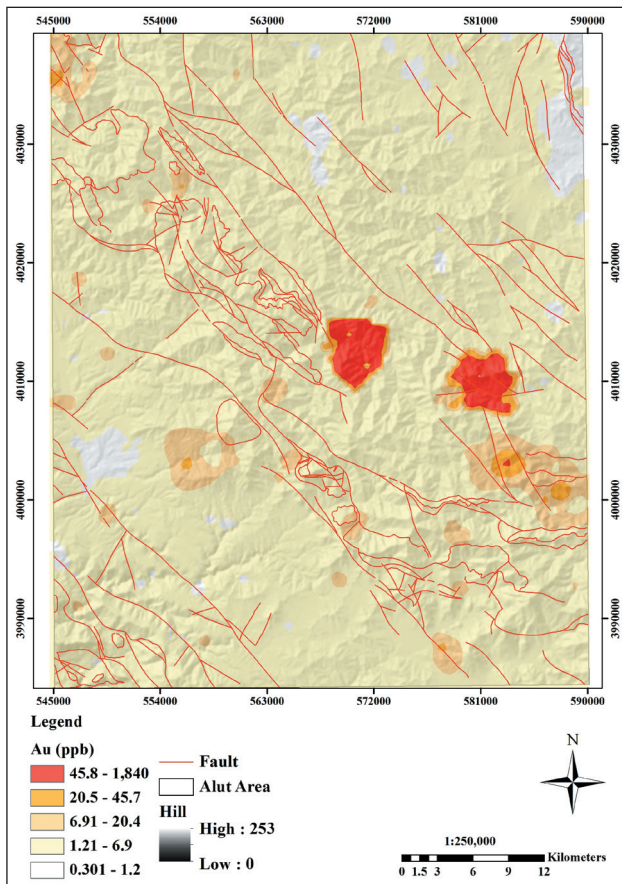 545000 554000 563000 572000 581000 590000
4030000 4030000
4020000 4020000
4010000 4010000
4000000 4000000
3990000 3990000
545000 554000 563000 572000 581000 590000
Legend
Au (ppb)
45.8 - 1,840
20.5 - 45.7
6.91 - 20.4
1.21 - 6.9
0.301 - 1.2
Fault
Alut Area
Hill
High : 253
Low : 0
N
1:250,000
Kilometers
0 1.5 3 6 9 12